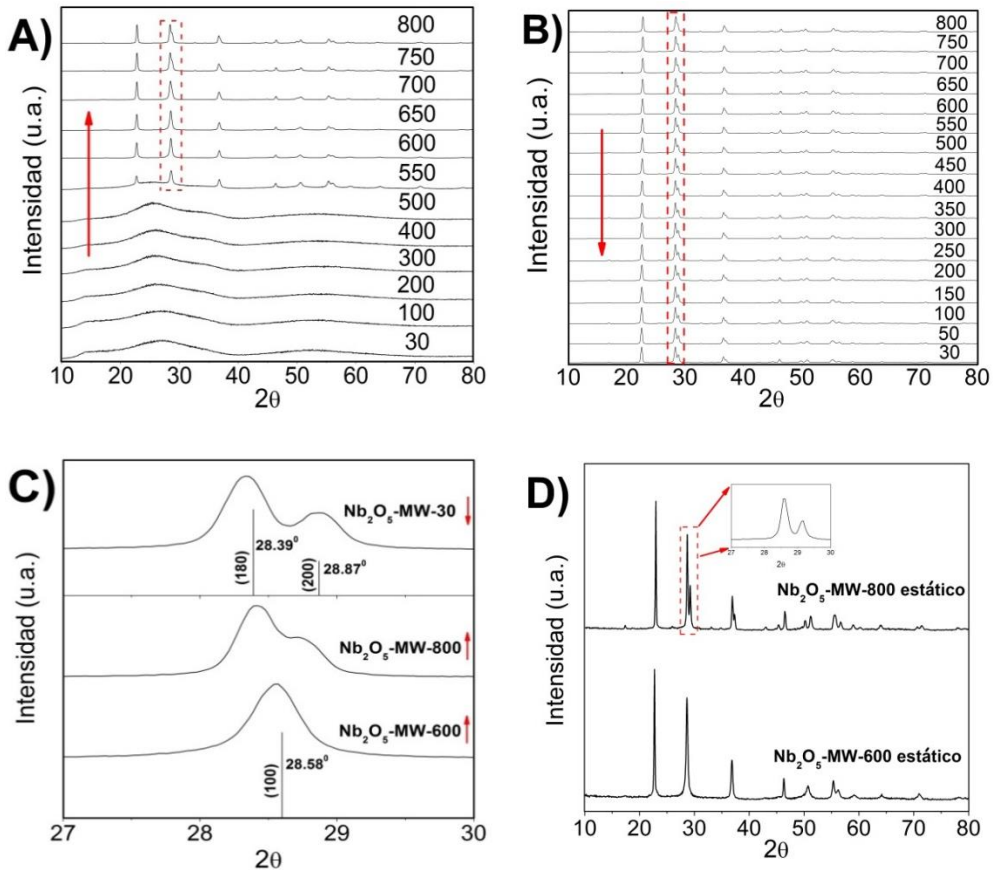 A)
Intensidad (u.a.)
800
750
700
650
600
550
500
400
300
200
100
30
10 20 30 40 50 60 70 80
2θ
B)
Intensidad (u.a.)
800
750
700
650
600
550
500
450
400
350
300
250
200
150
100
50
30
10 20 30 40 50 60 70 80
2θ
C)
Intensidad (u.a.)
Nb₂O₅-MW-30
(180)
28.39⁰
(200)
28.87⁰
Nb₂O₅-MW-800
Nb₂O₅-MW-600
(100)
28.58⁰
27 28 29 30
2θ
D)
Intensidad (u.a.)
27 28 29 30
2θ
Nb₂O₅-MW-800 estático
Nb₂O₅-MW-600 estático
10 20 30 40 50 60 70 80
2θ